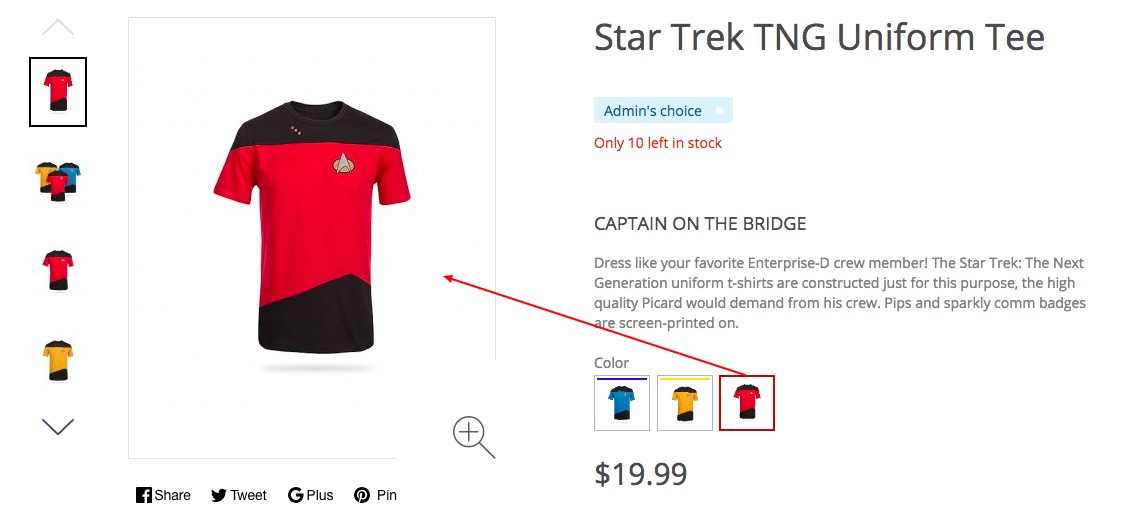 Star Trek TNG Uniform Tee
Admin's choice
Only 10 left in stock
CAPTAIN ON THE BRIDGE
Dress like your favorite Enterprise-D crew member! The Star Trek: The Next
Generation uniform t-shirts are constructed just for this purpose, the high
quality Picard would demand from his crew. Pips and sparkly comm badges
are screen-printed on.
Color
$19.99
Share Tweet Plus Pin